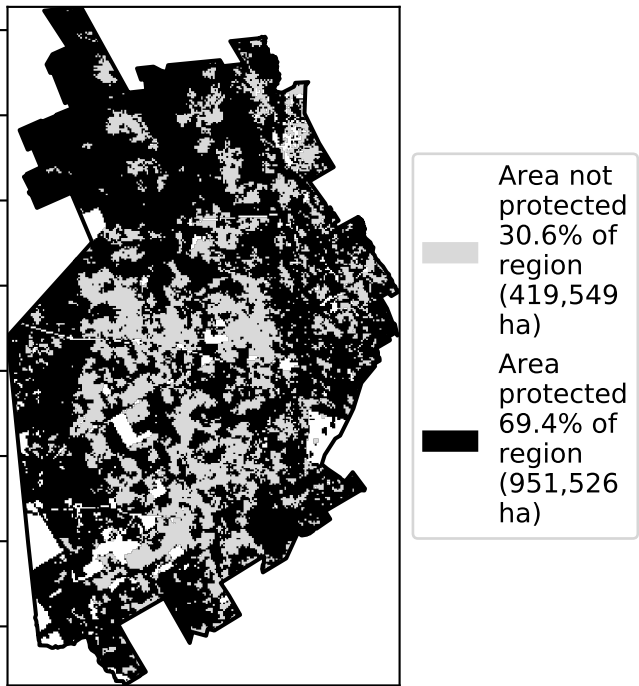 Area not
protected
30.6% of
region
(419,549
ha)
Area
protected
69.4% of
region
(951,526
ha)